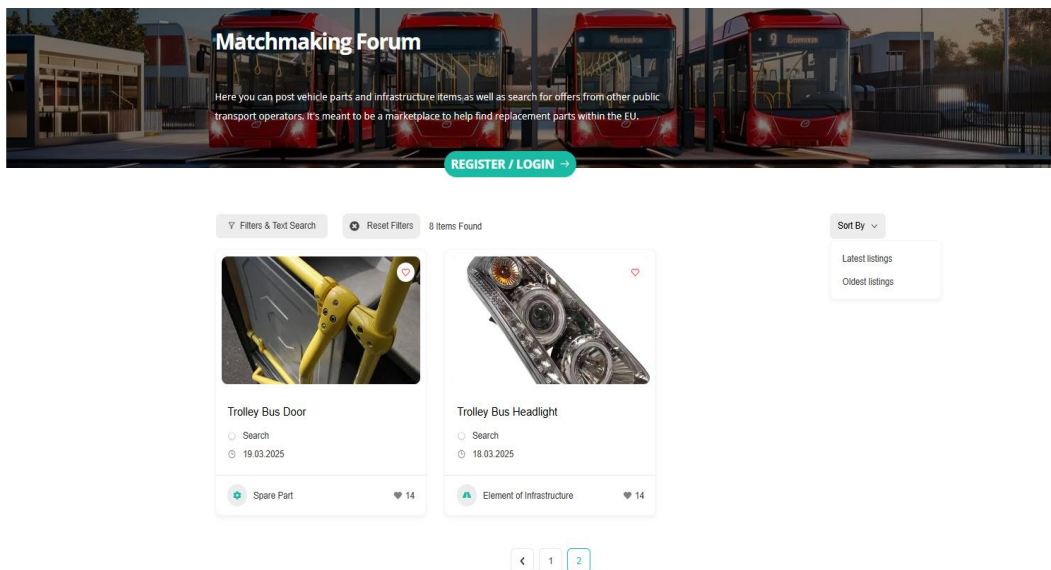 Matchmaking Forum
9
Here you can post vehicle parts and infrastructure items as well as search for offers from other public
transport operators. It's meant to be a marketplace to help find replacement parts within the EU.
REGISTER / LOGIN →
Filters & Text Search
Reset Filters
8 Items Found
Sort By
Latest listings
Oldest listings
Trolley Bus Door
Search
19.03.2025
Spare Part
14
Trolley Bus Headlight
Search
18.03.2025
Element of Infrastructure
14
1
2